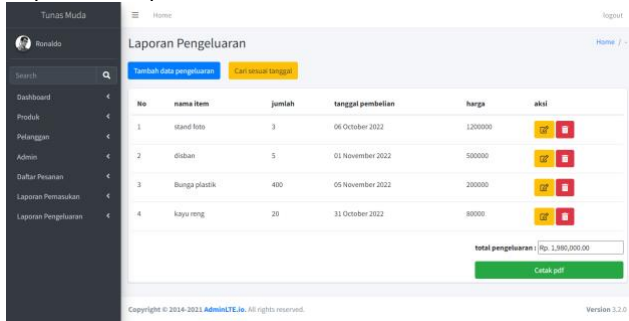 Tunas Muda
Home
logout
Ronaldo
Search
Dashboard
Produk
Pelanggan
Admin
Daftar Pesanan
Laporan Pemasukan
Laporan Pengeluaran
Laporan Pengeluaran
Home / -
Tambah data pengeluaran
Cari sesuai tanggal
No nama item jumlah tanggal pembelian harga aksi
1 stand foto 3 06 October 2022 1200000
2 disban 5 01 November 2022 500000
3 Bunga plastik 400 05 November 2022 200000
4 kayu reng 20 31 October 2022 80000
total pengeluaran : Rp. 1,980,000.00
Cetak pdf
Copyright © 2014-2021 AdminLTE.io. All rights reserved.
Version 3.2.0